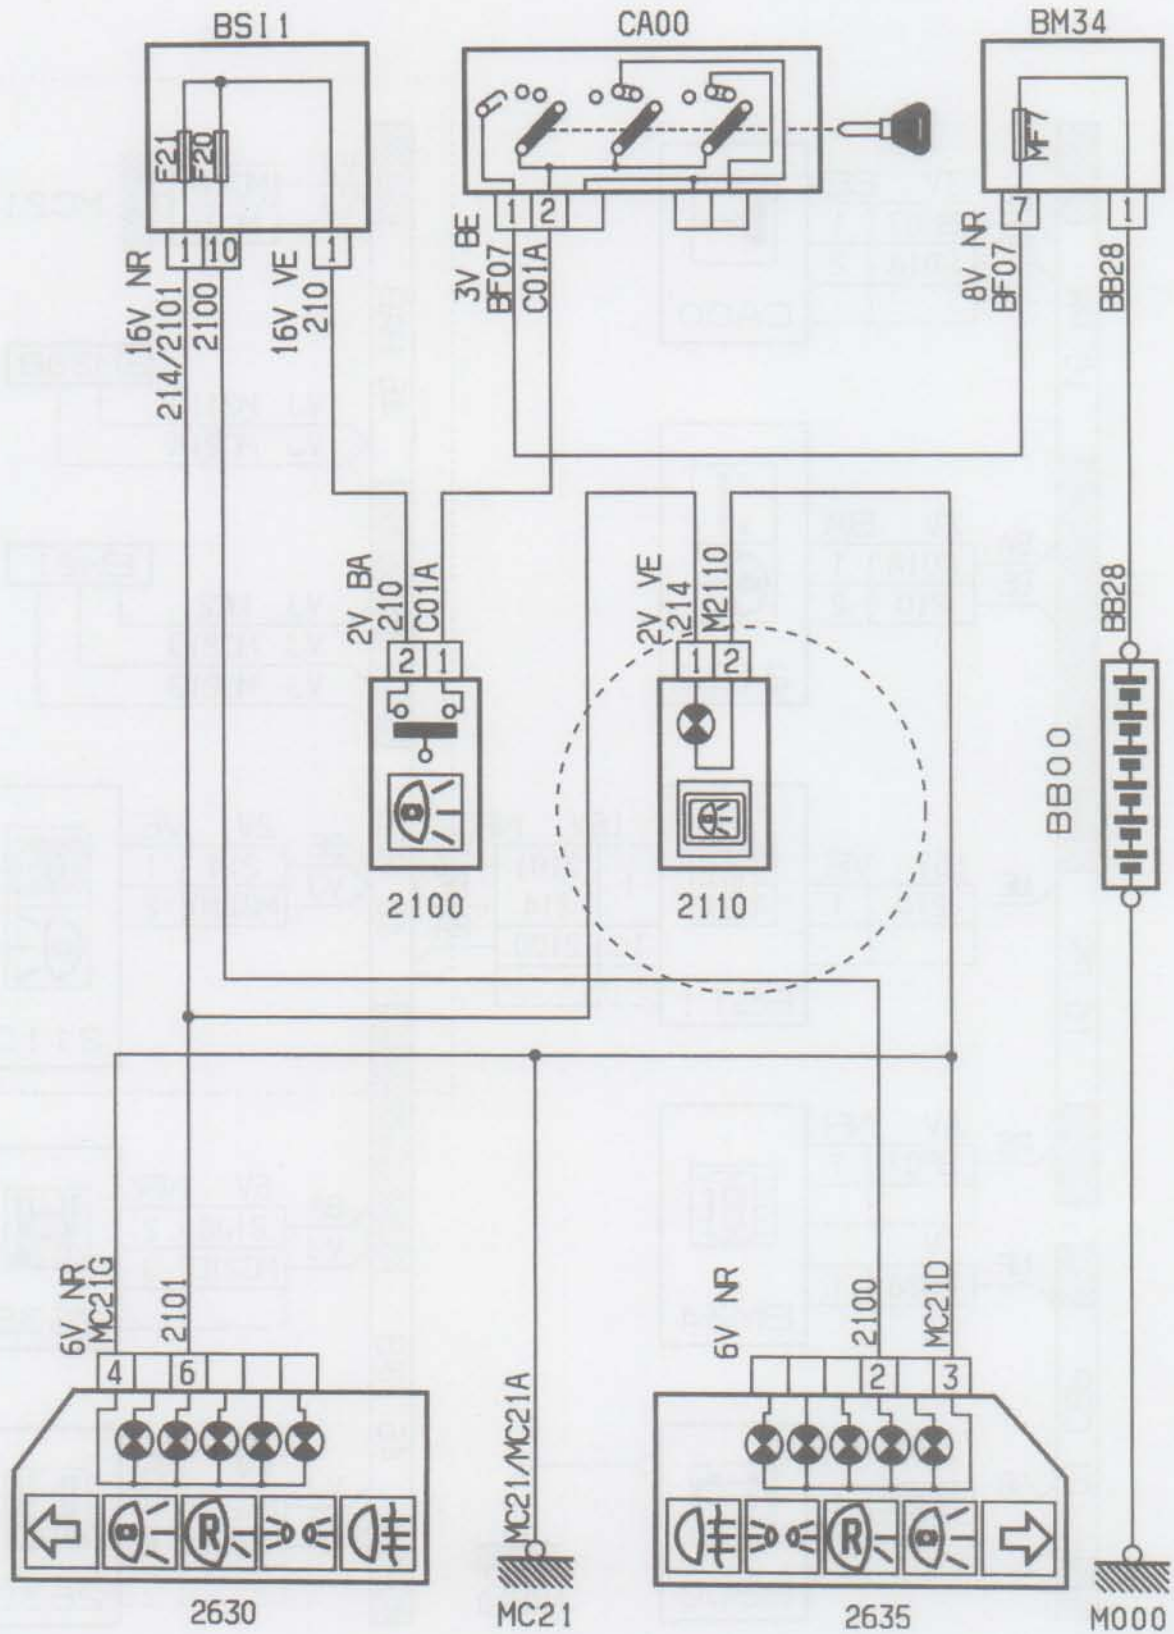 BSI1
CA00
BM34
F21
F20
MF7
1
10
1
1
2
7
1
16V NR
214/2101
2100
16V VE
210
3V BE
BF07
C01A
8V NR
BF07
BB28
2V BA
210
C01A
2V VE
214
M2110
BB28
2
1
1
2
BB00
2100
2110
6V NR
MC21G
2101
6V NR
2100
MC21D
4
6
2
3
MC21/MC21A
R
R
2630
MC21
2635
M000